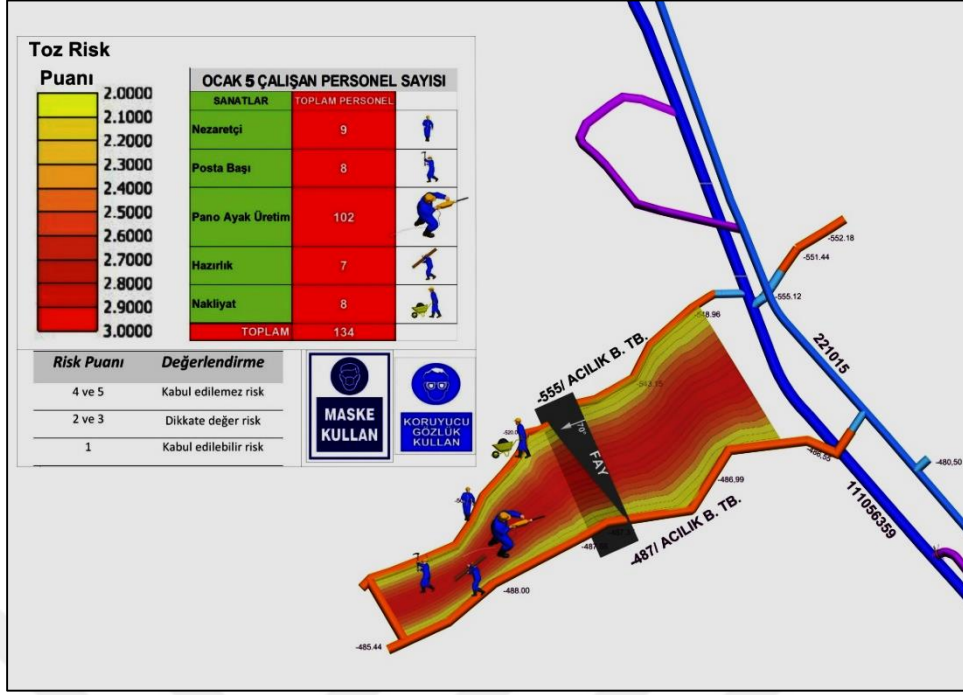 Toz Risk
Puanı
2.0000
2.1000
2.2000
2.3000
2.4000
2.5000
2.6000
2.7000
2.8000
2.9000
3.0000
OCAK 5 ÇALIŞAN PERSONEL SAYISI
SANATLAR TOPLAM PERSONEL
Nezaretçi 9
Posta Başı 8
Pano Ayak Üretim 102
Hazırlık 7
Nakliyat 8
TOPLAM 134
Risk Puanı Değerlendirme
4 ve 5 Kabul edilemez risk
2 ve 3 Dikkate değer risk
1 Kabul edilebilir risk
MASKE
KULLAN
KORUYUCU
GÖZLÜK
KULLAN
-552.18
-551.44
-555.12
-555/ ACILIK B. TB.
221015
70°
FAY
-486,99
-480,50
-487/ ACILIK B. TB.
111056359
-488.00
-485.44